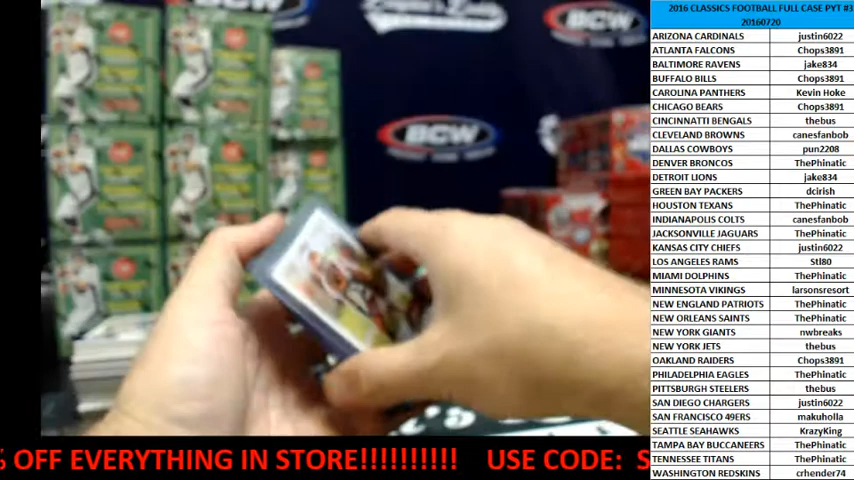 2016 CLASSICS FOOTBALL FULL CASE PYT #3
20160720
ARIZONA CARDINALS justin6022
ATLANTA FALCONS Chops3891
BALTIMORE RAVENS jake834
BUFFALO BILLS Chops3891
CAROLINA PANTHERS Kevin Hoke
CHICAGO BEARS Chops3891
CINCINNATI BENGALS thebus
CLEVELAND BROWNS canesfanbob
DALLAS COWBOYS pun2208
DENVER BRONCOS ThePhinatic
DETROIT LIONS jake834
GREEN BAY PACKERS dcirish
HOUSTON TEXANS ThePhinatic
INDIANAPOLIS COLTS canesfanbob
JACKSONVILLE JAGUARS ThePhinatic
KANSAS CITY CHIEFS justin6022
LOS ANGELES RAMS Stl80
MIAMI DOLPHINS ThePhinatic
MINNESOTA VIKINGS larsonsresort
NEW ENGLAND PATRIOTS ThePhinatic
NEW ORLEANS SAINTS ThePhinatic
NEW YORK GIANTS nwbreaks
NEW YORK JETS thebus
OAKLAND RAIDERS Chops3891
PHILADELPHIA EAGLES ThePhinatic
PITTSBURGH STEELERS thebus
SAN DIEGO CHARGERS justin6022
SAN FRANCISCO 49ERS makuholla
SEATTLE SEAHAWKS KrazyKing
TAMPA BAY BUCCANEERS ThePhinatic
TENNESSEE TITANS ThePhinatic
WASHINGTON REDSKINS crhender74
BCW
BCW
% OFF EVERYTHING IN STORE!!!!!!!!!! USE CODE: S